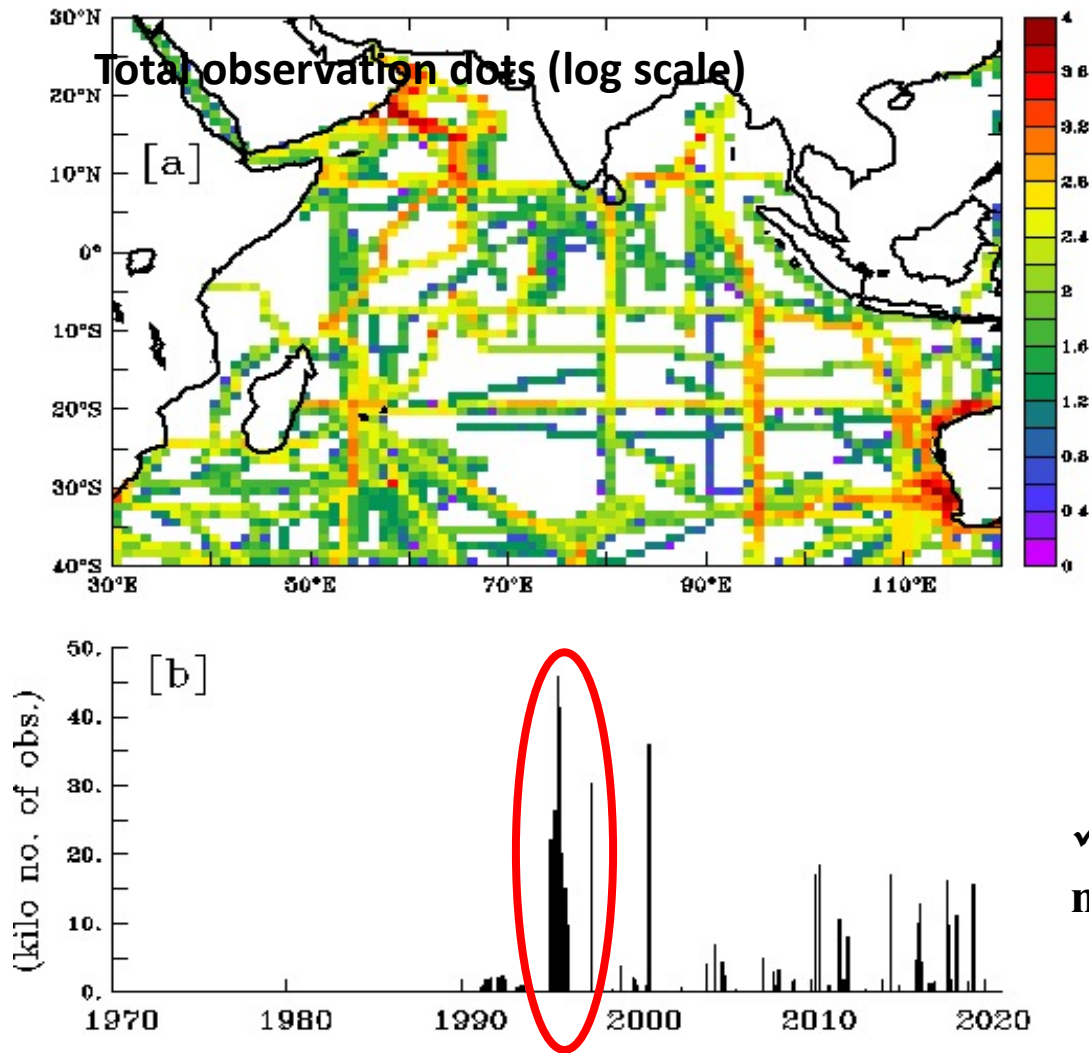 Total observation dots (log scale)
30°N
20°N
10°N
0°
10°S
20°S
30°S
40°S
[a]
30°E 50°E 70°E 90°E 110°E
4
3.6
3.2
2.8
2.4
2
1.6
1.2
0.8
0.4
0
[b]
(kilo no. of obs.)
50.
40.
30.
20.
10.
0.
1970 1980 1990 2000 2010 2020
✓